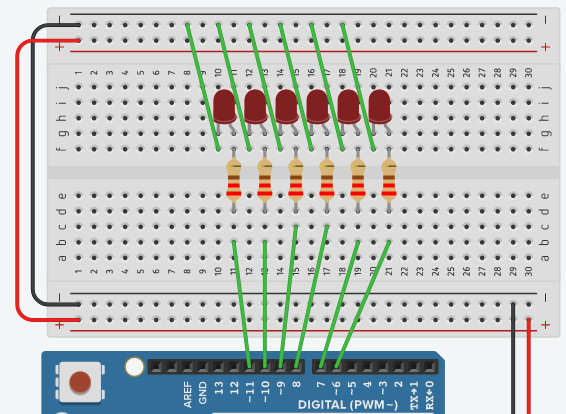 − −
+ +
1 2 3 4 5 6 7 8 9 10 11 12 13 14 15 16 17 18 19 20 21 22 23 24 25 26 27 28 29 30
j j
i i
h h
g g
f f
e e
d d
c c
b b
a a
1 2 3 4 5 6 7 8 9 10 11 12 13 14 15 16 17 18 19 20 21 22 23 24 25 26 27 28 29 30
− −
+ +
AREF GND 13 12 ~11 ~10 ~9 8 7 ~6 ~5 4 ~3 2 TX→1 RX←0
DIGITAL (PWM~)